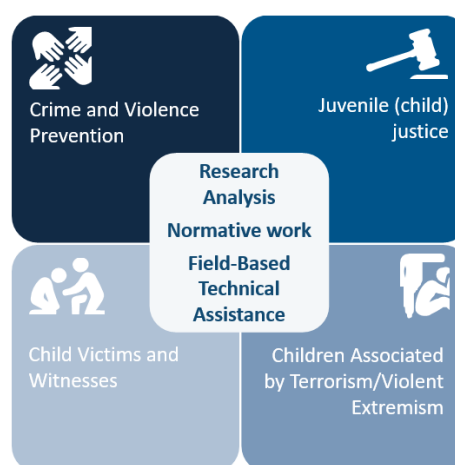 Crime and Violence
Prevention
Juvenile (child)
justice
Research
Analysis
Normative work
Field-Based
Technical
Assistance
Child Victims and
Witnesses
Children Associated
by Terrorism/Violent
Extremism